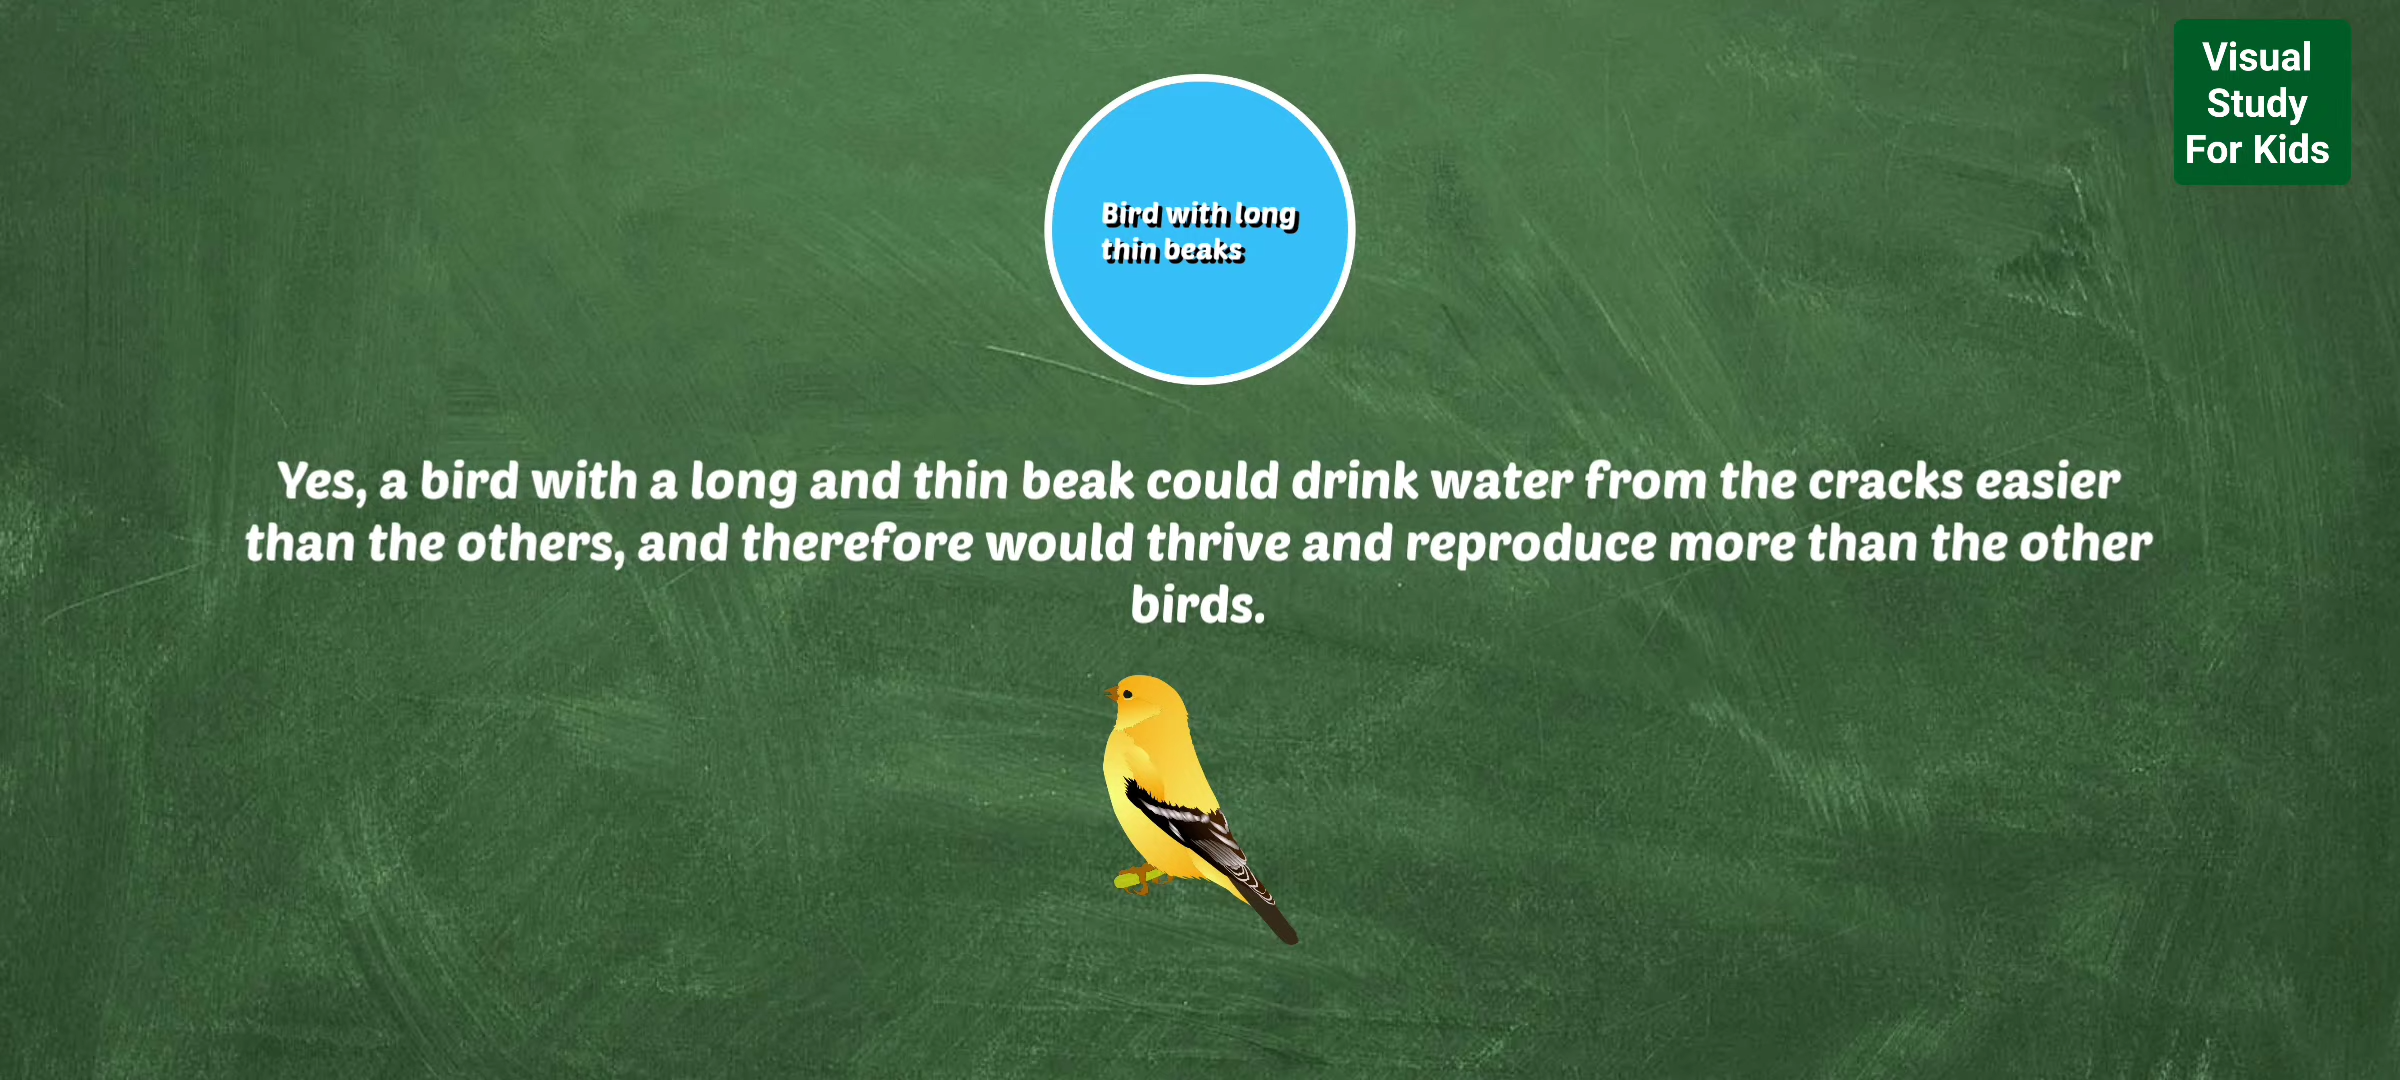 Visual
Study
For Kids
Bird with long
thin beaks
Yes, a bird with a long and thin beak could drink water from the cracks easier
than the others, and therefore would thrive and reproduce more than the other
birds.